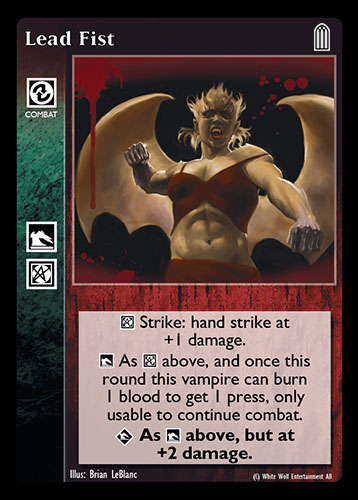 Lead Fist
COMBAT
Strike: hand strike at
+1 damage.
As above, and once this
round this vampire can burn
1 blood to get 1 press, only
usable to continue combat.
As above, but at
+2 damage.
Illus: Brian LeBlanc
(C) White Wolf Entertainment AB